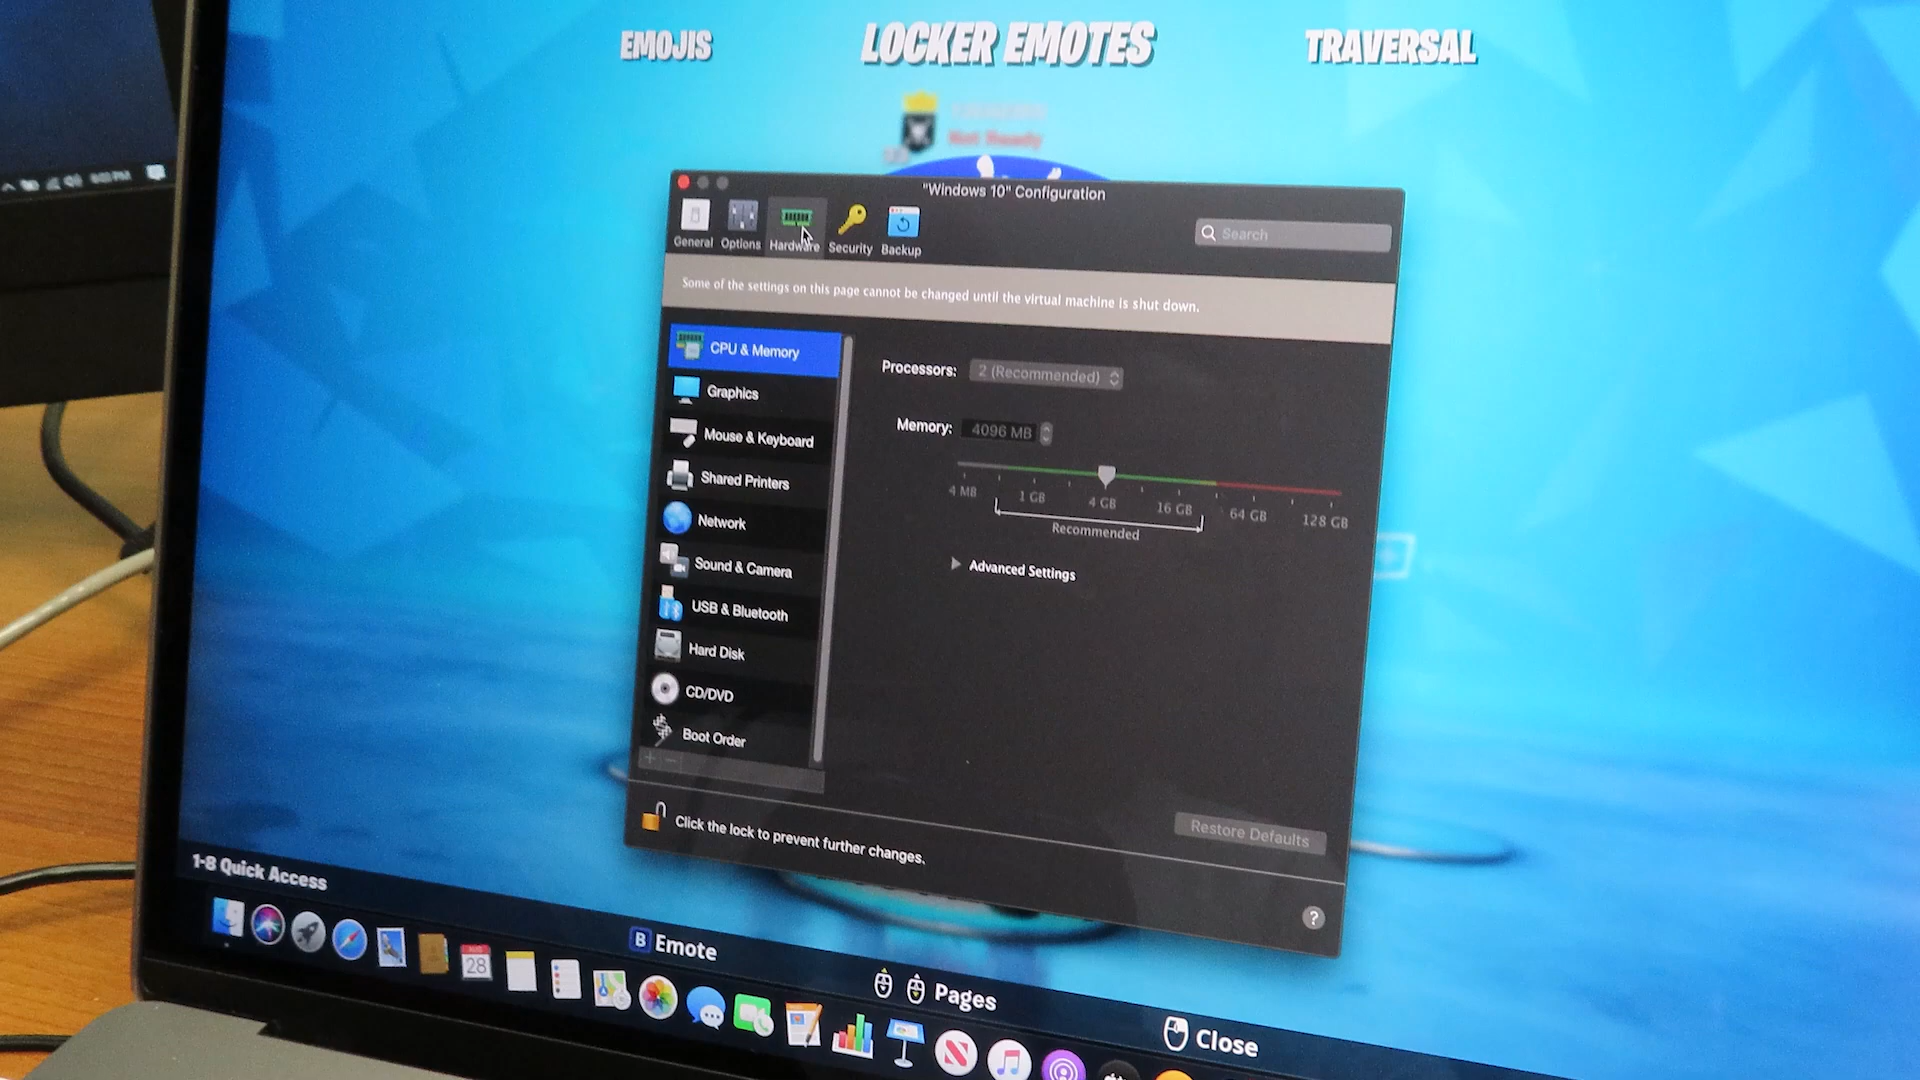 EMOJIS
LOCKER EMOTES
TRAVERSAL
Not Ready
"Windows 10" Configuration
General
Options
Hardware
Security
Backup
Search
Some of the settings on this page cannot be changed until the virtual machine is shut down.
CPU & Memory
Graphics
Mouse & Keyboard
Shared Printers
Network
Sound & Camera
USB & Bluetooth
Hard Disk
CD/DVD
Boot Order
Processors: 2 (Recommended)
Memory: 4096 MB
4 MB
1 GB
4 GB
16 GB
64 GB
128 GB
Recommended
Advanced Settings
Restore Defaults
Click the lock to prevent further changes.
?
1-8 Quick Access
28
B Emote
Pages
Close